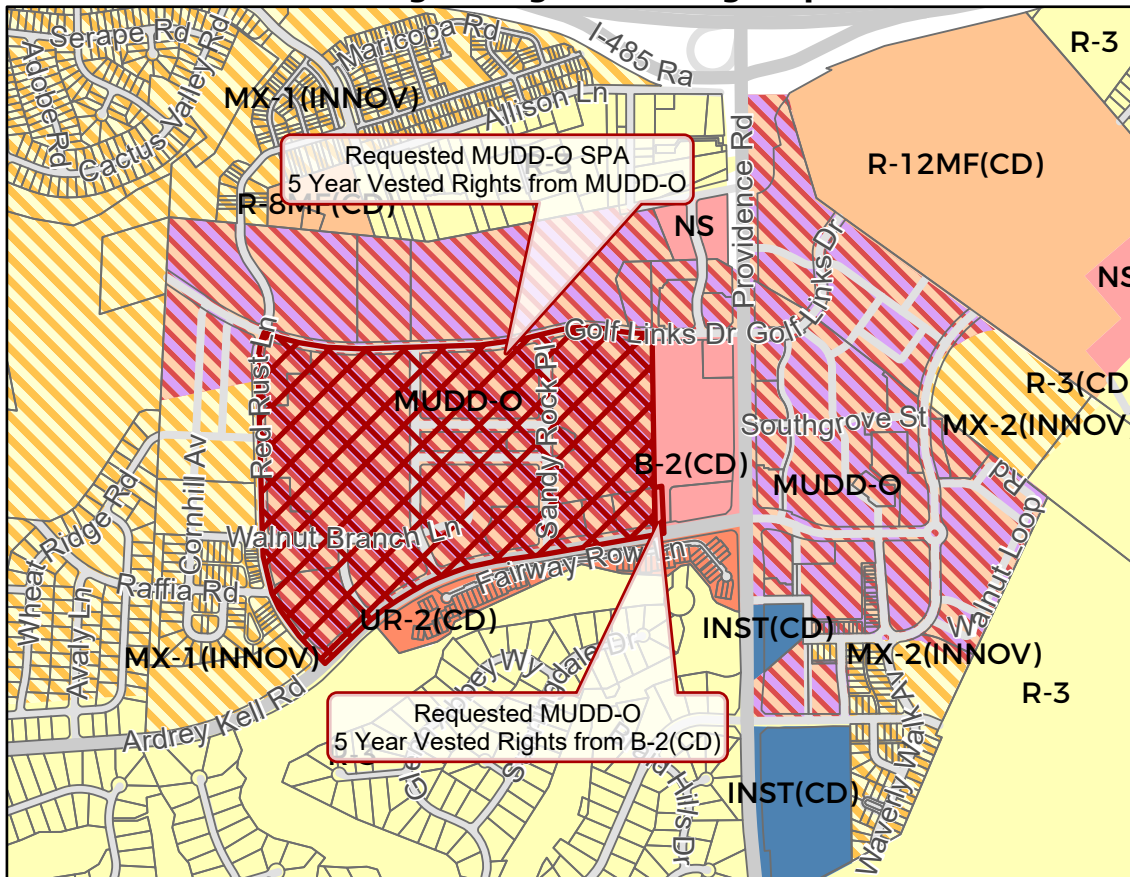 Serape Rd
Adobe Rd
Cactus Valley Rd
Maricopa Rd
MX-1(INNOV)
Allison Ln
I-485 Ra
R-3
Requested MUDD-O SPA
5 Year Vested Rights from MUDD-O
R-8MF(CD)
R-12MF(CD)
NS
Providence Rd
NS
Golf Links Dr
Golf Links Dr
Red Rust Ln
MUDD-O
Sandy Rock Pl
R-3(CD
MX-2(INNOV
Southgrove St
B-2(CD)
MUDD-O
Rd
Wheat Ridge Rd
Cornhill Av
Walnut Branch Ln
Fairway Row Ln
Raffia Rd
Avaly Ln
Walnut Loop
UR-2(CD)
INST(CD)
MX-1(INNOV)
MX-2(INNOV)
R-3
Ardrey Kell Rd
Requested MUDD-O
5 Year Vested Rights from B-2(CD)
INST(CD)
Waverly Walk Av